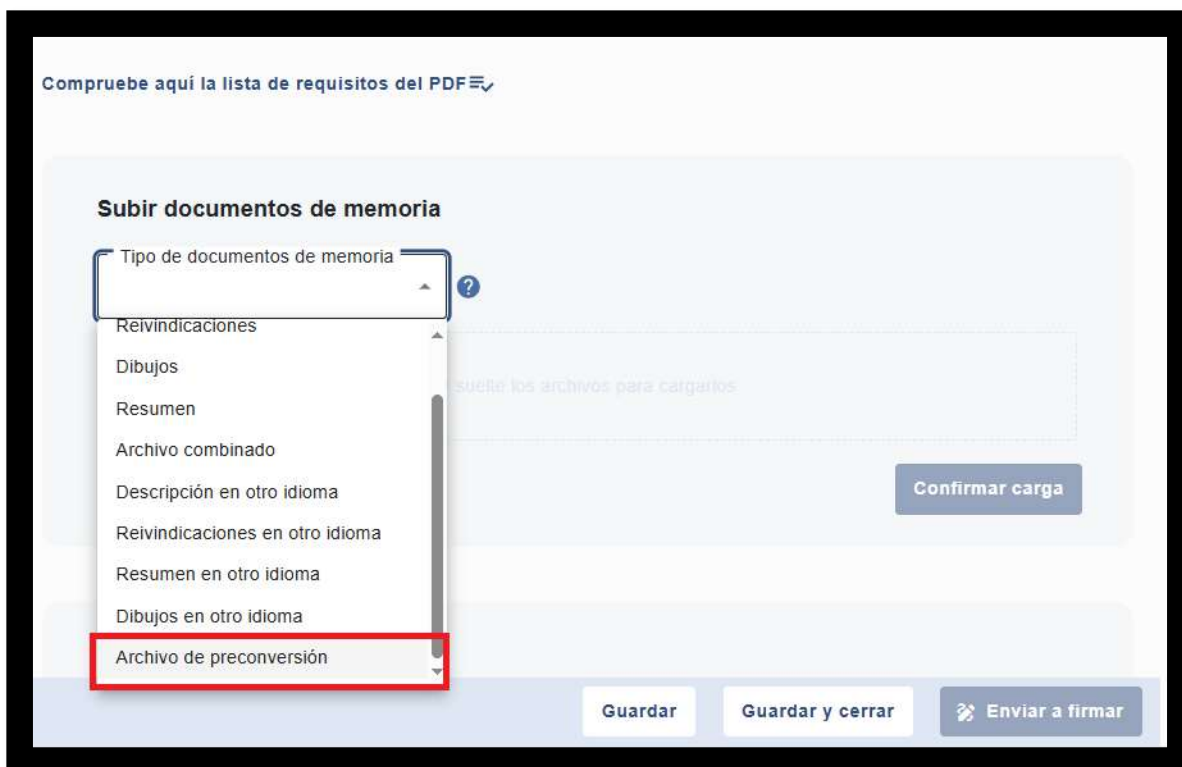 Compruebe aquí la lista de requisitos del PDF
Subir documentos de memoria
Tipo de documentos de memoria
?
Reivindicaciones
Dibujos
suelte los archivos para cargarlos
Resumen
Archivo combinado
Descripción en otro idioma
Confirmar carga
Reivindicaciones en otro idioma
Resumen en otro idioma
Dibujos en otro idioma
Archivo de preconversión
Guardar
Guardar y cerrar
Enviar a firmar